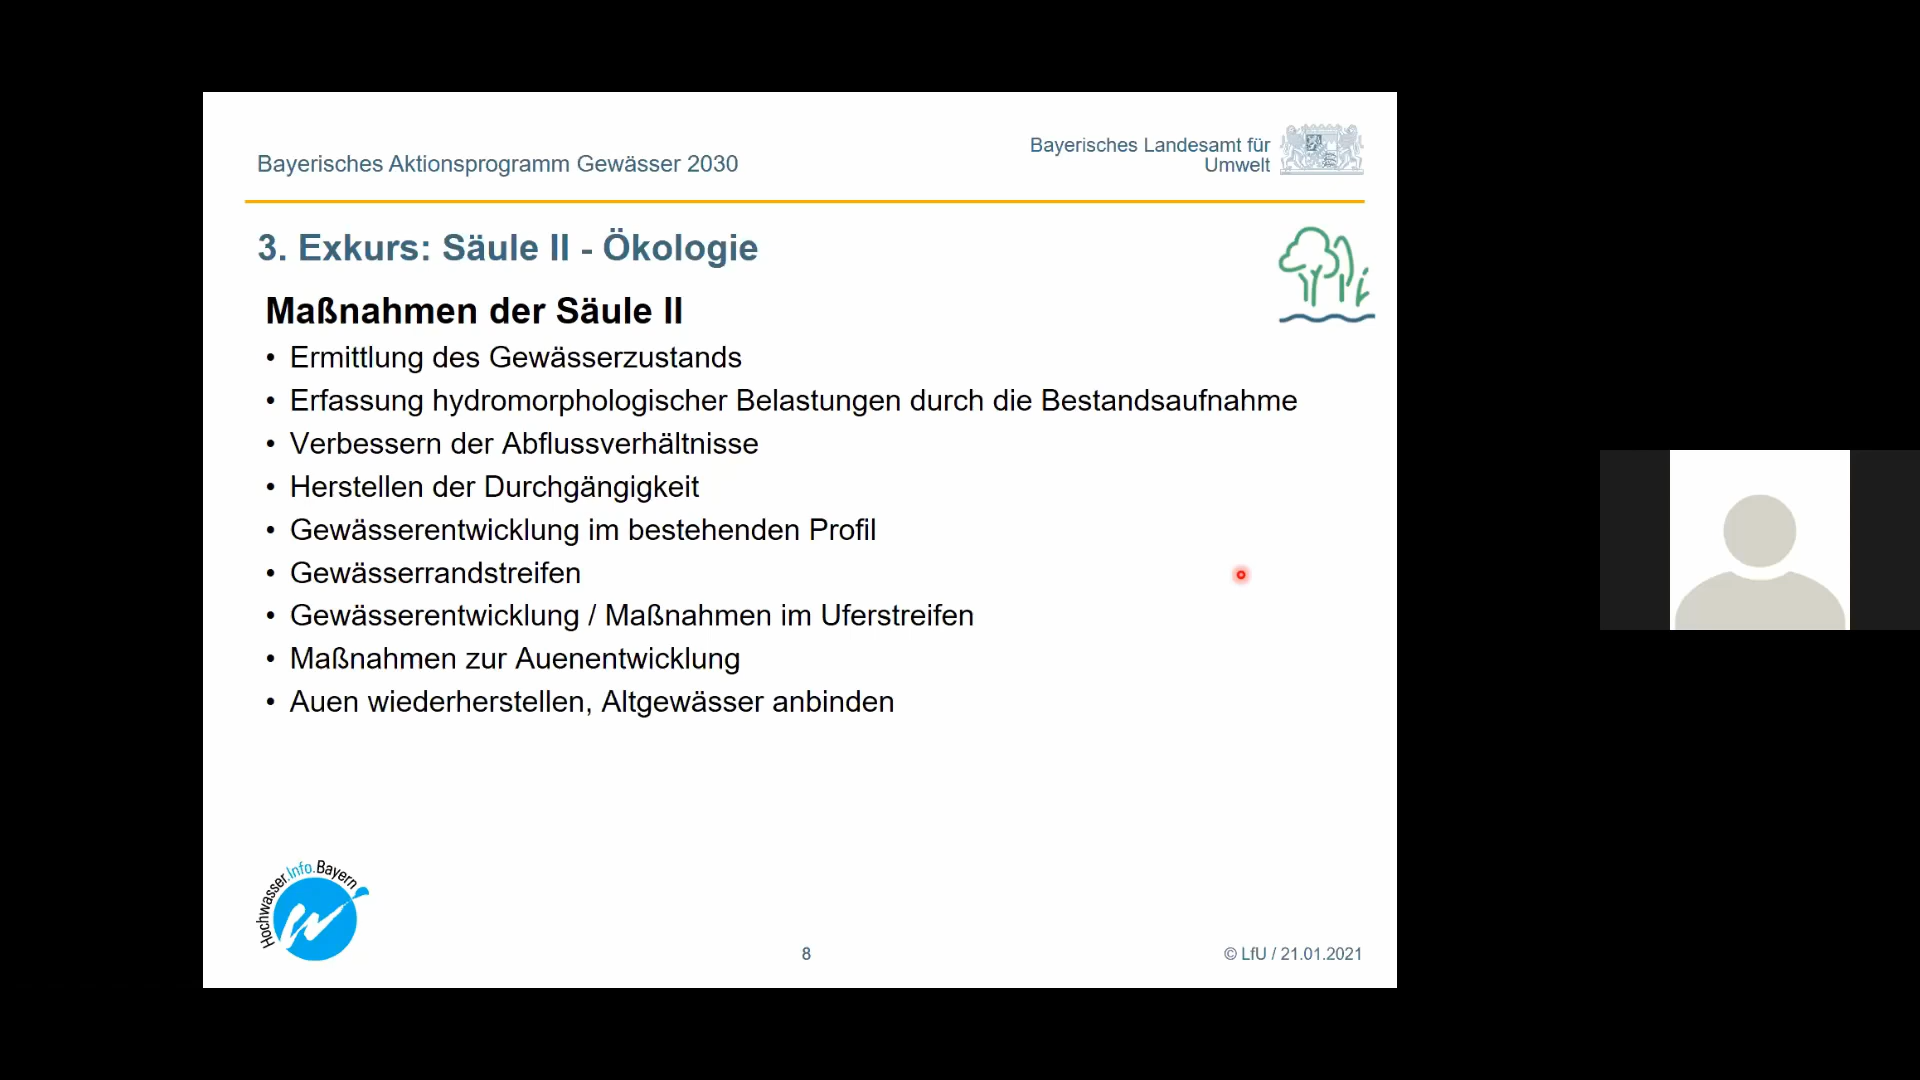 Bayerisches Aktionsprogramm Gewässer 2030
Bayerisches Landesamt für
Umwelt
3. Exkurs: Säule II - Ökologie
Maßnahmen der Säule II
• Ermittlung des Gewässerzustands
• Erfassung hydromorphologischer Belastungen durch die Bestandsaufnahme
• Verbessern der Abflussverhältnisse
• Herstellen der Durchgängigkeit
• Gewässerentwicklung im bestehenden Profil
• Gewässerrandstreifen
• Gewässerentwicklung / Maßnahmen im Uferstreifen
• Maßnahmen zur Auenentwicklung
• Auen wiederherstellen, Altgewässer anbinden
Hochwasser.Info.Bayern
8
© LfU / 21.01.2021